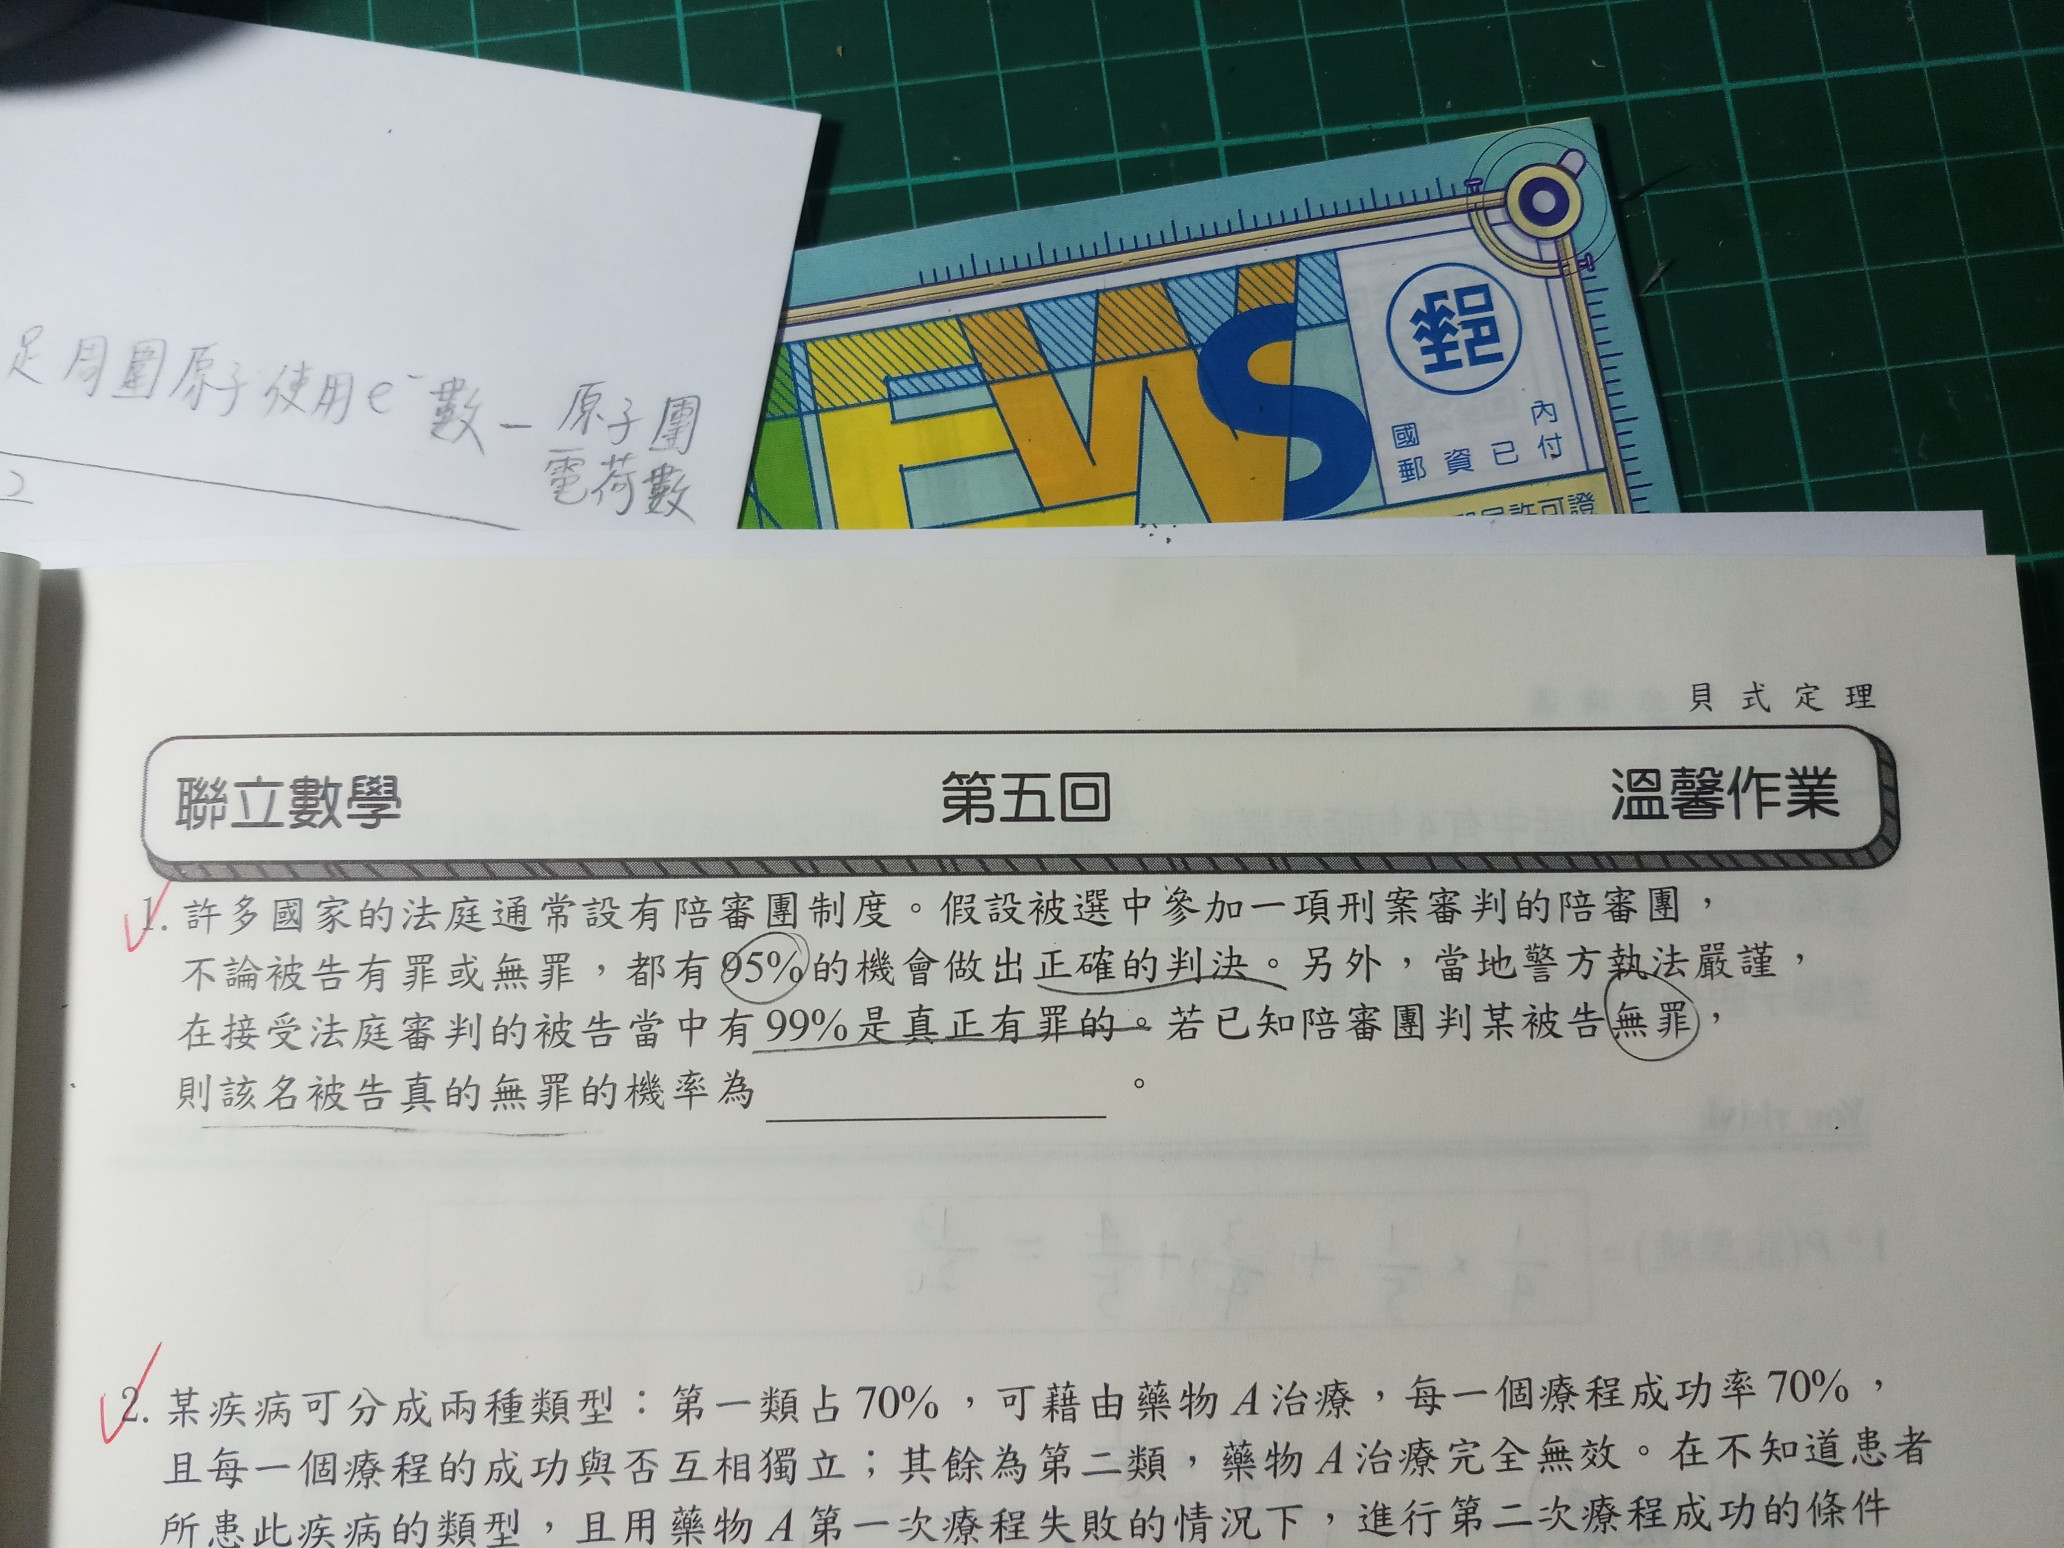 足周圍原子使用e⁻數 - 原子團電荷數
2
EWS
郵
國內
郵資已付
貝式定理
聯立數學 第五回 溫馨作業
1. 許多國家的法庭通常設有陪審團制度。假設被選中參加一項刑案審判的陪審團，
不論被告有罪或無罪，都有95%的機會做出正確的判決。另外，當地警方執法嚴謹，
在接受法庭審判的被告當中有99%是真正有罪的。若已知陪審團判某被告無罪，
則該名被告真的無罪的機率為 。
2. 某疾病可分成兩種類型：第一類占70%，可藉由藥物A治療，每一個療程成功率70%，
且每一個療程的成功與否互相獨立；其餘為第二類，藥物A治療完全無效。在不知道患者
所患此疾病的類型，且用藥物A第一次療程失敗的情況下，進行第二次療程成功的條件